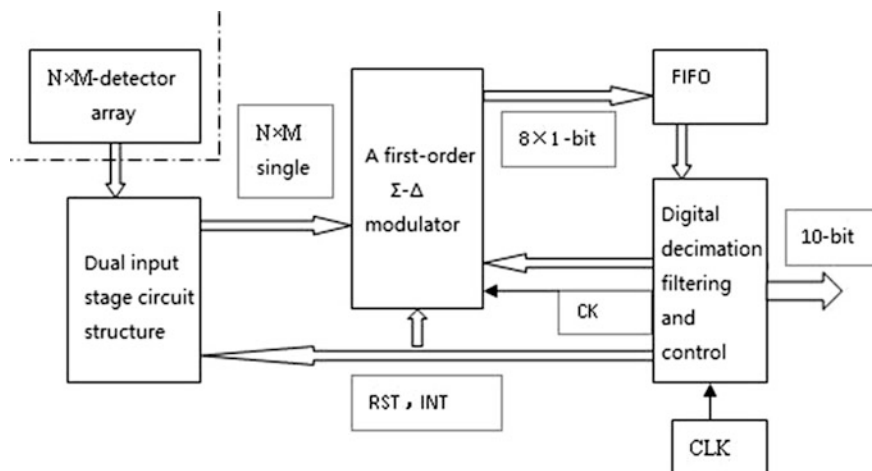 N×M-detector
array
N×M
single
Dual input
stage circuit
structure
A first-order
Σ-Δ
modulator
8×1-bit
FIFO
Digital
decimation
filtering
and
control
10-bit
CK
RST，INT
CLK